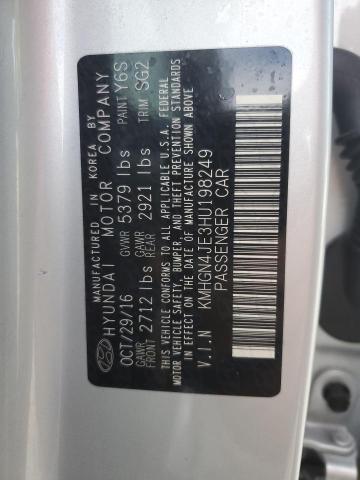 MANUFACTURED IN KOREA BY
HYUNDAI MOTOR COMPANY
OCT/29/16 GVWR 5379 lbs PAINT Y6S
GAWR FRONT 2712 lbs GAWR REAR 2921 lbs TRIM SG2
THIS VEHICLE CONFORMS TO ALL APPLICABLE U.S.A. FEDERAL
MOTOR VEHICLE SAFETY, BUMPER, AND THEFT PREVENTION STANDARDS
IN EFFECT ON THE DATE OF MANUFACTURE SHOWN ABOVE.
V.I.N KMHGN4JE3HU198249
PASSENGER CAR